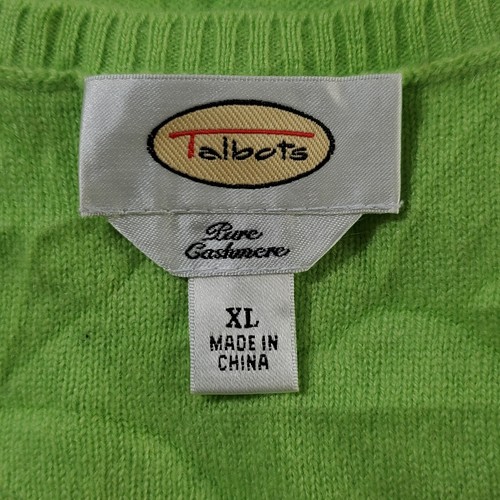 Talbots
Pure
Cashmere
XL
MADE IN
CHINA